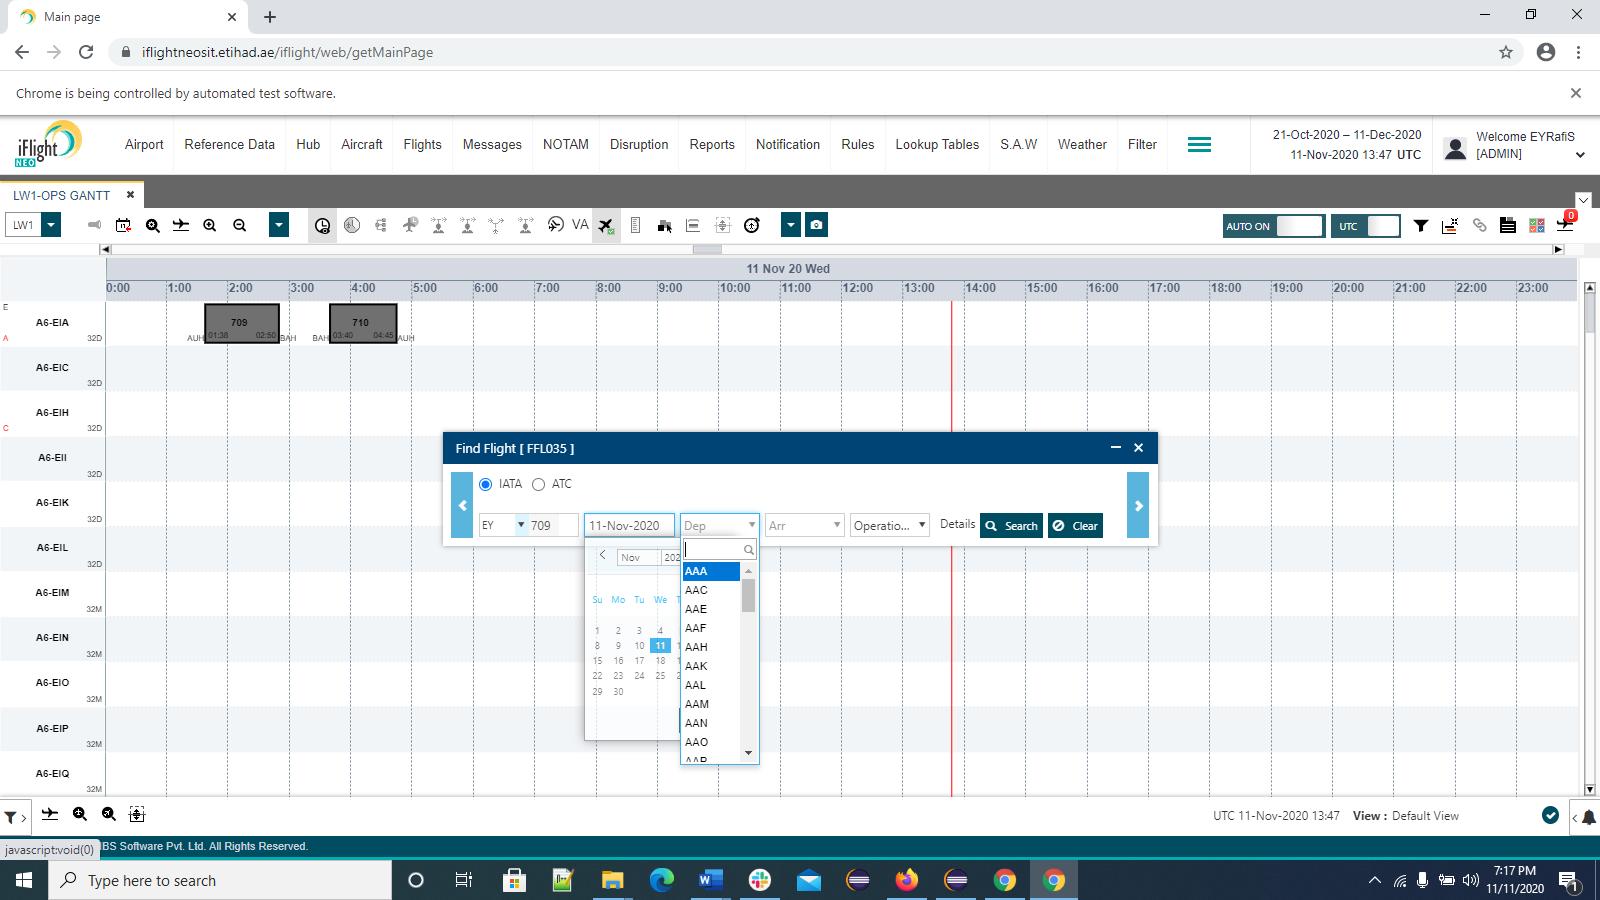 Main page
iflightneosit.etihad.ae/iflight/web/getMainPage
Chrome is being controlled by automated test software.
iFlight NEO
Airport Reference Data Hub Aircraft Flights Messages NOTAM Disruption Reports Notification Rules Lookup Tables S.A.W Weather Filter
21-Oct-2020 – 11-Dec-2020
11-Nov-2020 13:47 UTC
Welcome EYRafiS
[ADMIN]
LW1-OPS GANTT
LW1 VA AUTO ON UTC 0
11 Nov 20 Wed
0:00 1:00 2:00 3:00 4:00 5:00 6:00 7:00 8:00 9:00 10:00 11:00 12:00 13:00 14:00 15:00 16:00 17:00 18:00 19:00 20:00 21:00 22:00 23:00
E
A6-EIA
A 32D
709
AUH 01:38 02:50 BAH
710
BAH 03:40 04:45 AUH
A6-EIC
32D
A6-EIH
C 32D
A6-EII
32D
A6-EIK
32D
A6-EIL
32D
A6-EIM
32M
A6-EIN
32M
A6-EIO
32M
A6-EIP
32M
A6-EIQ
32M
Find Flight [ FFL035 ]
IATA ATC
EY 709 11-Nov-2020 Dep Arr Operatio... Details Search Clear
Nov 202
Su Mo Tu We T
1 2 3 4
8 9 10 11 1
15 16 17 18 1
22 23 24 25 2
29 30
AAA
AAC
AAE
AAF
AAH
AAK
AAL
AAM
AAN
AAO
UTC 11-Nov-2020 13:47 View : Default View
javascript:void(0)
IBS Software Pvt. Ltd. All Rights Reserved.
Type here to search
7:17 PM
11/11/2020
1